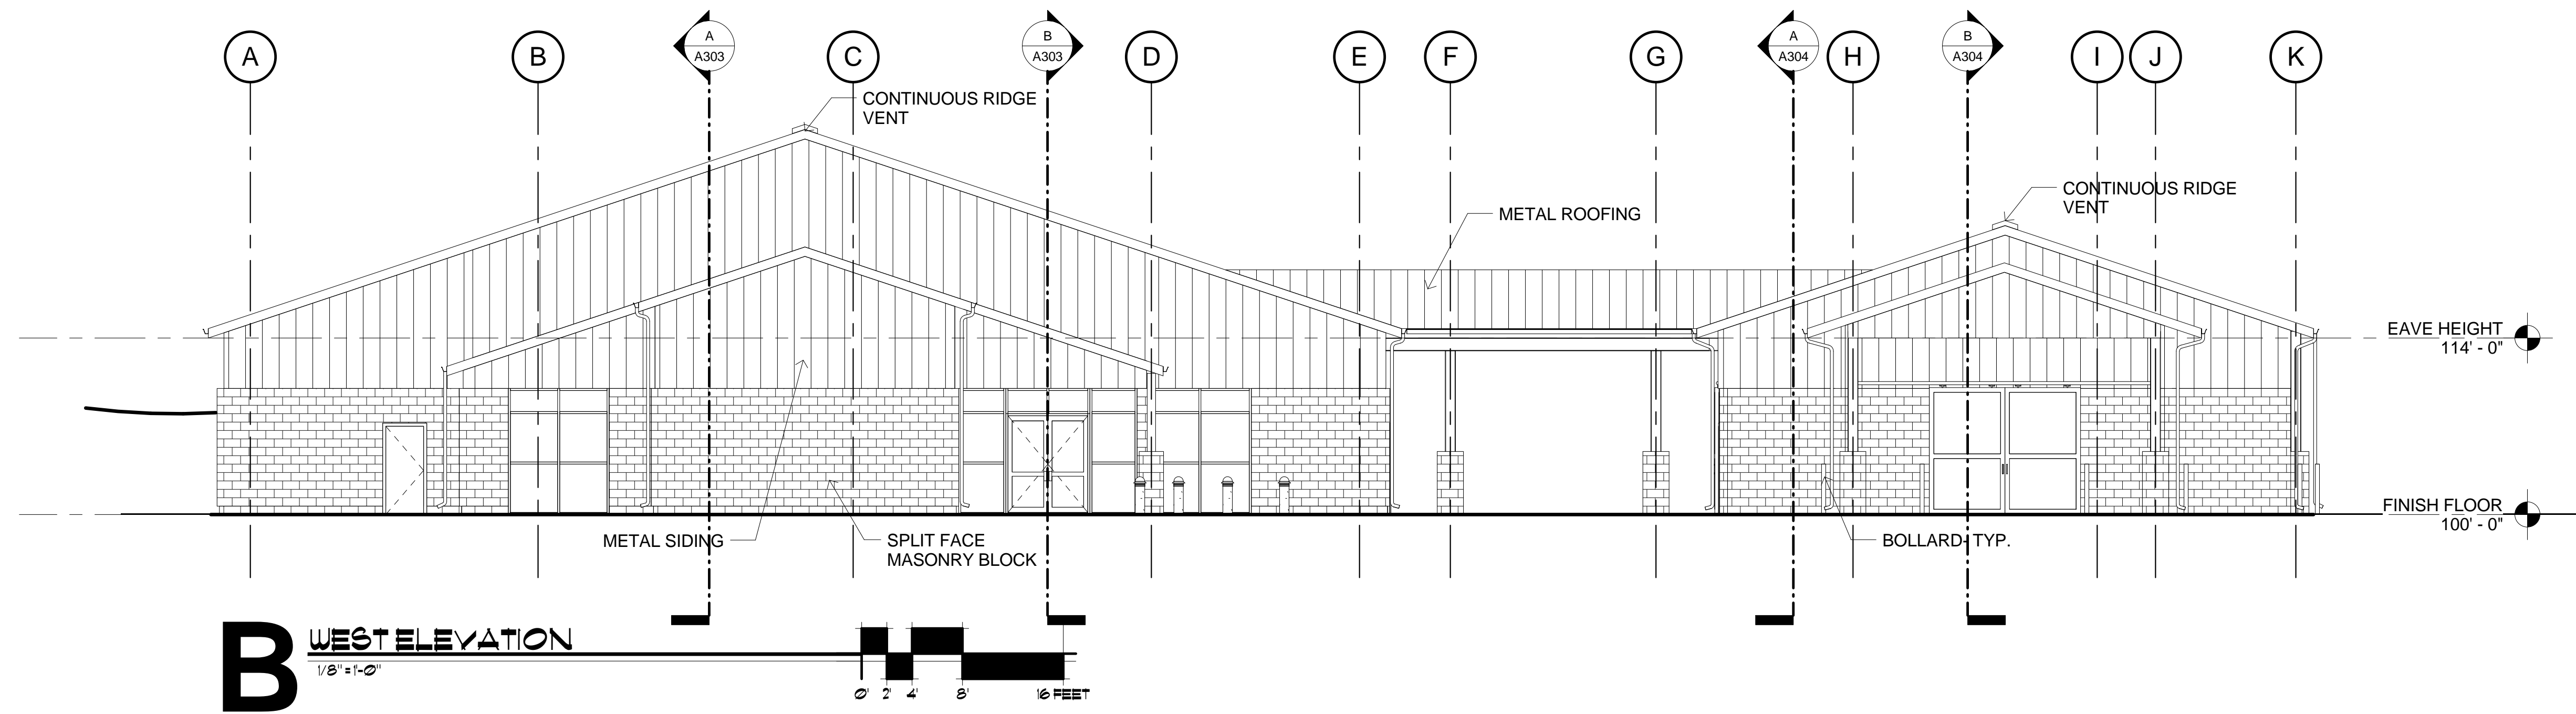 A
B
A
A303
C
B
A303
D
E
F
G
A
A304
H
B
A304
I
J
K
CONTINUOUS RIDGE
VENT
CONTINUOUS RIDGE
VENT
METAL ROOFING
EAVE HEIGHT
114' - 0"
FINISH FLOOR
100' - 0"
METAL SIDING
SPLIT FACE
MASONRY BLOCK
BOLLARD- TYP.
B
WEST ELEVATION
1/8" = 1'-0"
0' 2' 4' 8' 16 FEET